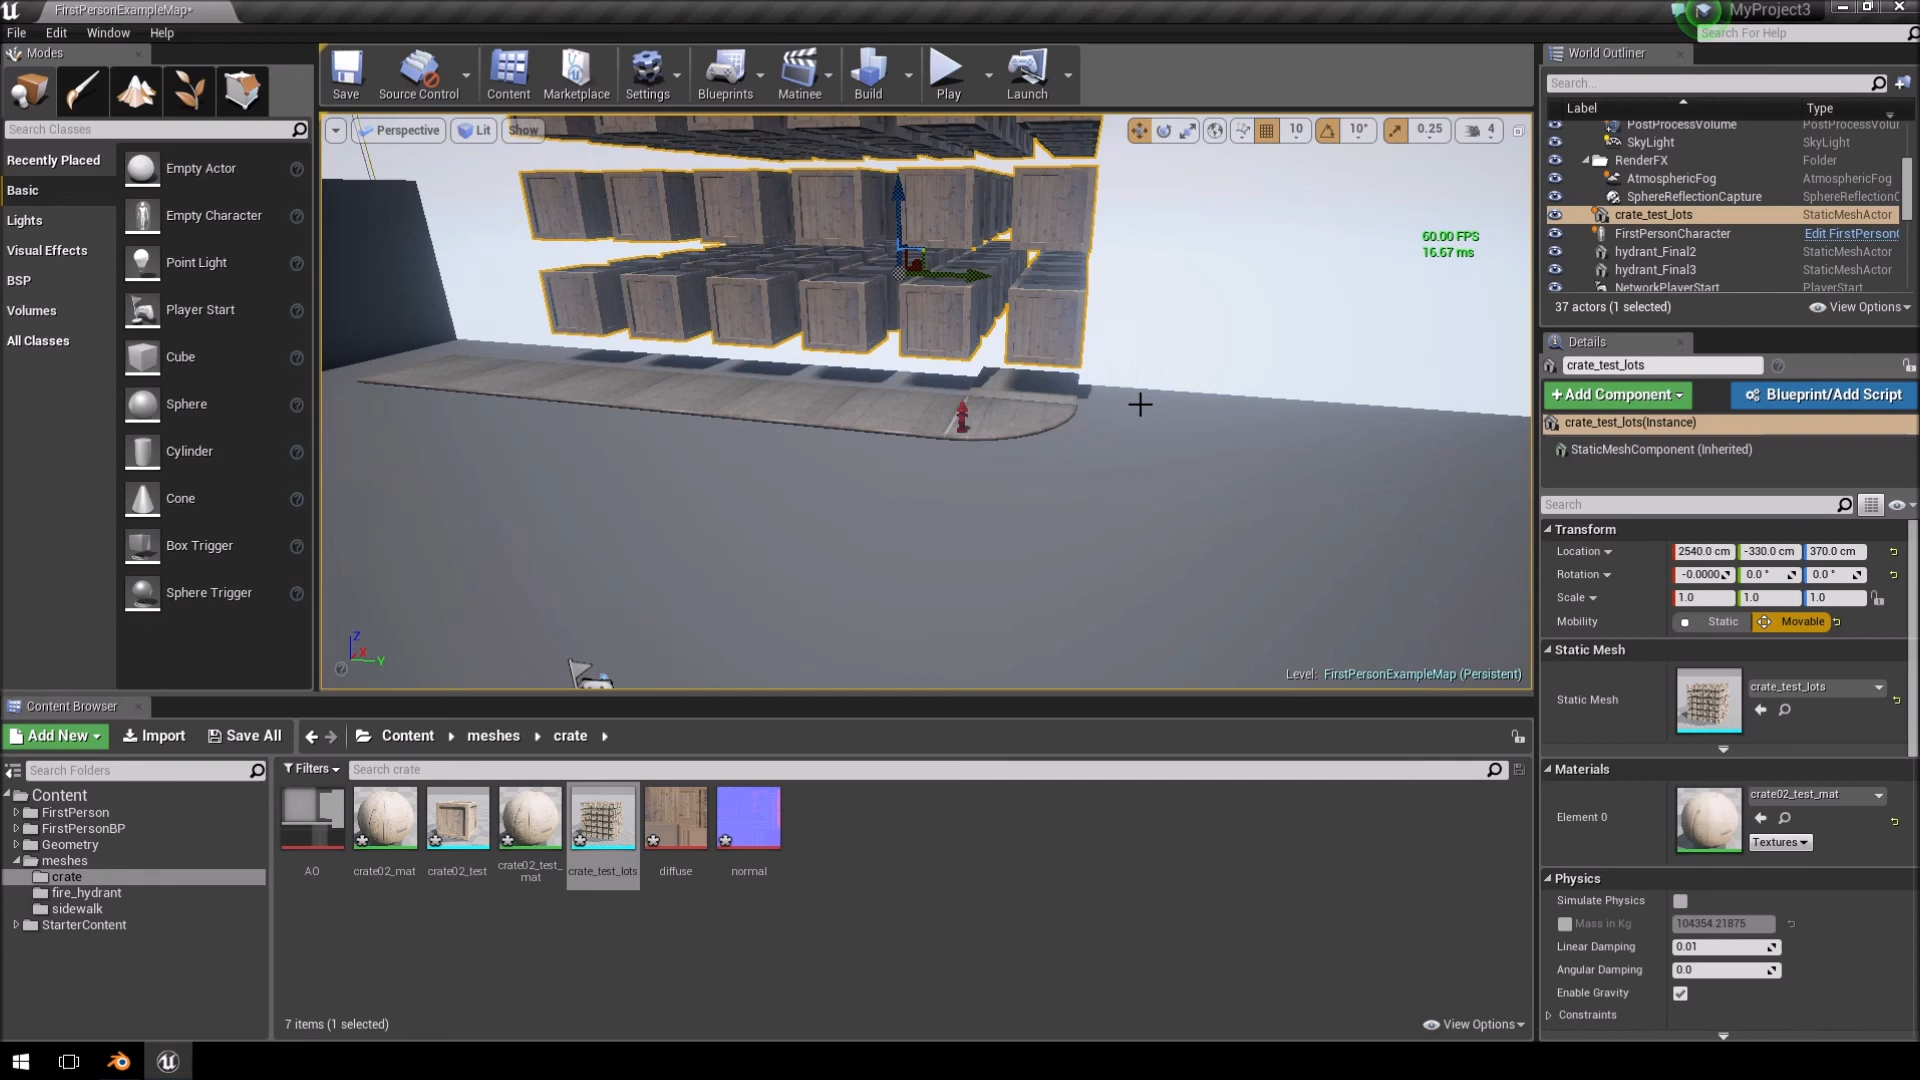 FirstPersonExampleMap*
MyProject3
File Edit Window Help
Search For Help
Modes
World Outliner
Save Source Control Content Marketplace Settings Blueprints Matinee Build Play Launch
Search...
Label Type
Search Classes
Perspective Lit Show
10 10° 0.25 4
PostProcessVolume PostProcessVolu
SkyLight SkyLight
RenderFX Folder
AtmosphericFog AtmosphericFog
SphereReflectionCapture SphereReflectionC
crate_test_lots StaticMeshActor
FirstPersonCharacter Edit FirstPersonC
hydrant_Final2 StaticMeshActor
hydrant_Final3 StaticMeshActor
NetworkPlayerStart PlayerStart
37 actors (1 selected) View Options
Recently Placed
Basic
Lights
Visual Effects
BSP
Volumes
All Classes
Empty Actor
Empty Character
Point Light
Player Start
Cube
Sphere
Cylinder
Cone
Box Trigger
Sphere Trigger
60.00 FPS
16.67 ms
Z
X
Y
Level: FirstPersonExampleMap (Persistent)
Details
crate_test_lots
+Add Component Blueprint/Add Script
crate_test_lots(Instance)
StaticMeshComponent (Inherited)
Search
Transform
Location 2540.0 cm -330.0 cm 370.0 cm
Rotation -0.0000 0.0 ° 0.0 °
Scale 1.0 1.0 1.0
Mobility Static Movable
Static Mesh
Static Mesh crate_test_lots
Materials
Element 0 crate02_test_mat
Textures
Physics
Simulate Physics
Mass in Kg 104354.21875
Linear Damping 0.01
Angular Damping 0.0
Enable Gravity
Constraints
Content Browser
Add New Import Save All Content meshes crate
Search Folders
Filters Search crate
Content
FirstPerson
FirstPersonBP
Geometry
meshes
crate
fire_hydrant
sidewalk
StarterContent
AO
crate02_mat
crate02_test
crate02_test_
mat
crate_test_lots
diffuse
normal
7 items (1 selected) View Options